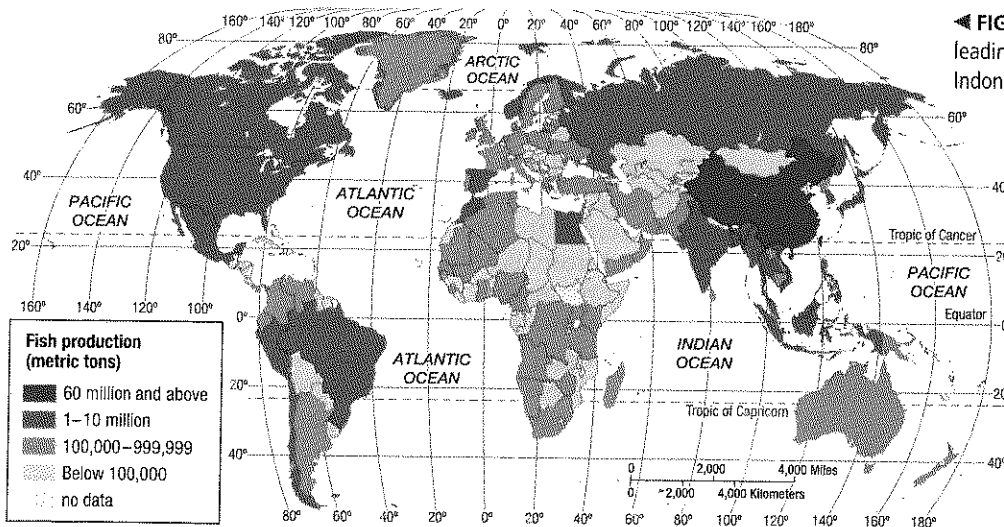 160° 140° 120° 100° 80° 60° 40° 20° 0° 20° 40° 60° 80° 100° 120° 140° 160° 180°
◀ FIG
leadin
Indon
80°
80°
ARCTIC
OCEAN
60°
60°
40°
40
PACIFIC
OCEAN
ATLANTIC
OCEAN
20°
Tropic of Cancer
20
PACIFIC
OCEAN
160° 140° 120° 100°
Equator
0°
0
Fish production
(metric tons)
60 million and above
1–10 million
100,000–999,999
Below 100,000
no data
ATLANTIC
OCEAN
INDIAN
OCEAN
20°
Tropic of Capricorn
20°
40°
40°
0 2,000 4,000 Miles
0 2,000 4,000 Kilometers
80° 60° 40° 20° 0° 20° 40° 60° 80° 100° 120° 140° 160° 180°